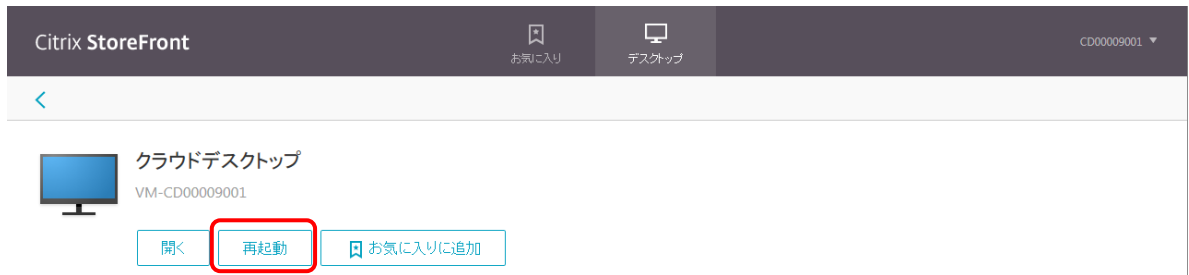 Citrix StoreFront
お気に入り
デスクトップ
CD00009001
クラウドデスクトップ
VM-CD00009001
開く
再起動
お気に入りに追加